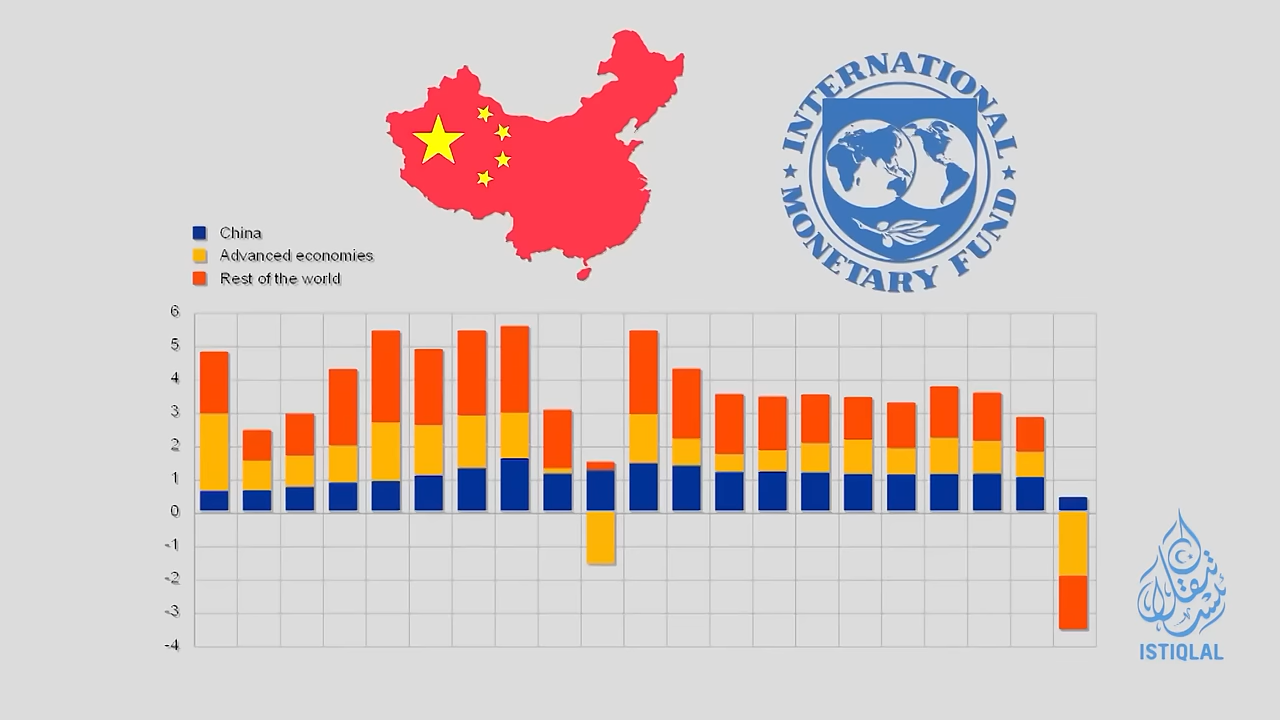 INTERNATIONAL
MONETARY FUND
China
Advanced economies
Rest of the world
6
5
4
3
2
1
0
-1
-2
-3
-4
ISTIQLAL